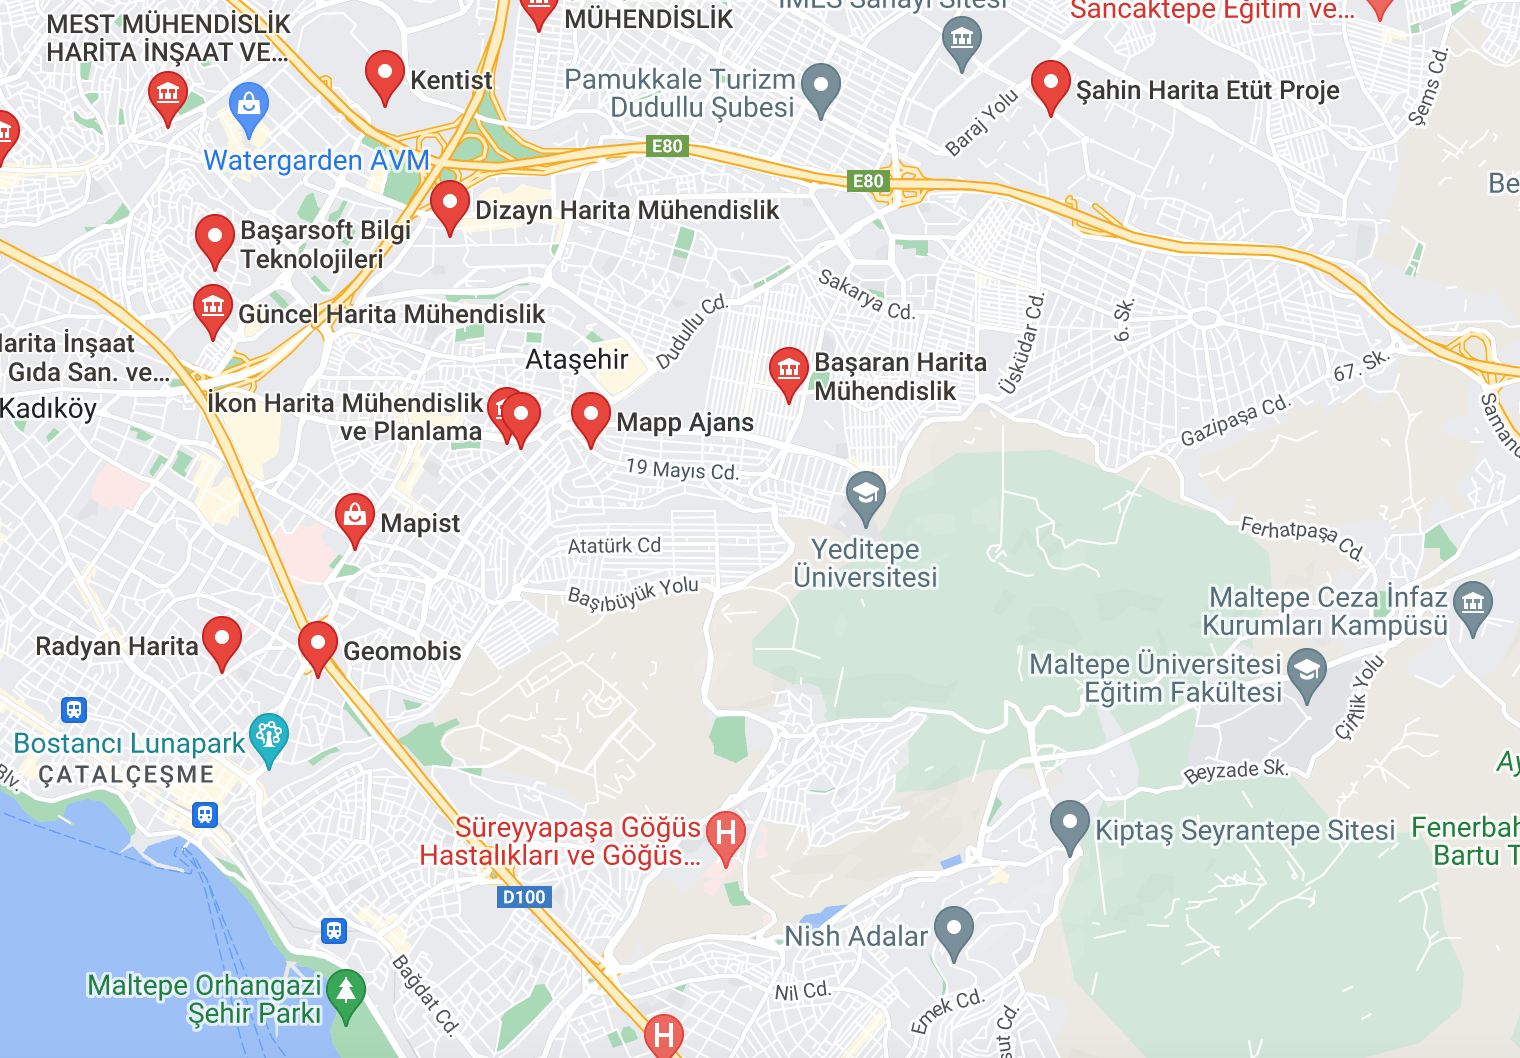 MEST MÜHENDİSLİK
HARİTA İNŞAAT VE...
MÜHENDİSLİK
IMES Sanayi Sitesi
Sancaktepe Eğitim ve...
Kentist
Pamukkale Turizm
Dudullu Şubesi
Şahin Harita Etüt Proje
Şems Cd.
Baraj Yolu
Watergarden AVM
E80
E80
Be
Dizayn Harita Mühendislik
Başarsoft Bilgi
Teknolojileri
Güncel Harita Mühendislik
Sakarya Cd.
Dudullu Cd.
Üsküdar Cd.
6. Sk.
67. Sk.
Harita İnşaat
Gıda San. ve...
Ataşehir
Başaran Harita
Mühendislik
Kadıköy
İkon Harita Mühendislik
ve Planlama
Mapp Ajans
Gazipaşa Cd.
Samand
19 Mayıs Cd.
Mapist
Atatürk Cd
Yeditepe
Üniversitesi
Ferhatpaşa Cd.
Başıbüyük Yolu
Maltepe Ceza İnfaz
Kurumları Kampüsü
Radyan Harita
Geomobis
Maltepe Üniversitesi
Eğitim Fakültesi
Çiftlik Yolu
Bostancı Lunapark
ÇATALÇEŞME
Blv.
Beyzade Sk.
Ay
Süreyyapaşa Göğüs
Hastalıkları ve Göğüs...
H
Kiptaş Seyrantepe Sitesi
Fenerbah
Bartu T
D100
Nish Adalar
Bağdat Cd.
Maltepe Orhangazi
Şehir Parkı
Nil Cd.
Emek Cd.
sut Cd.
H